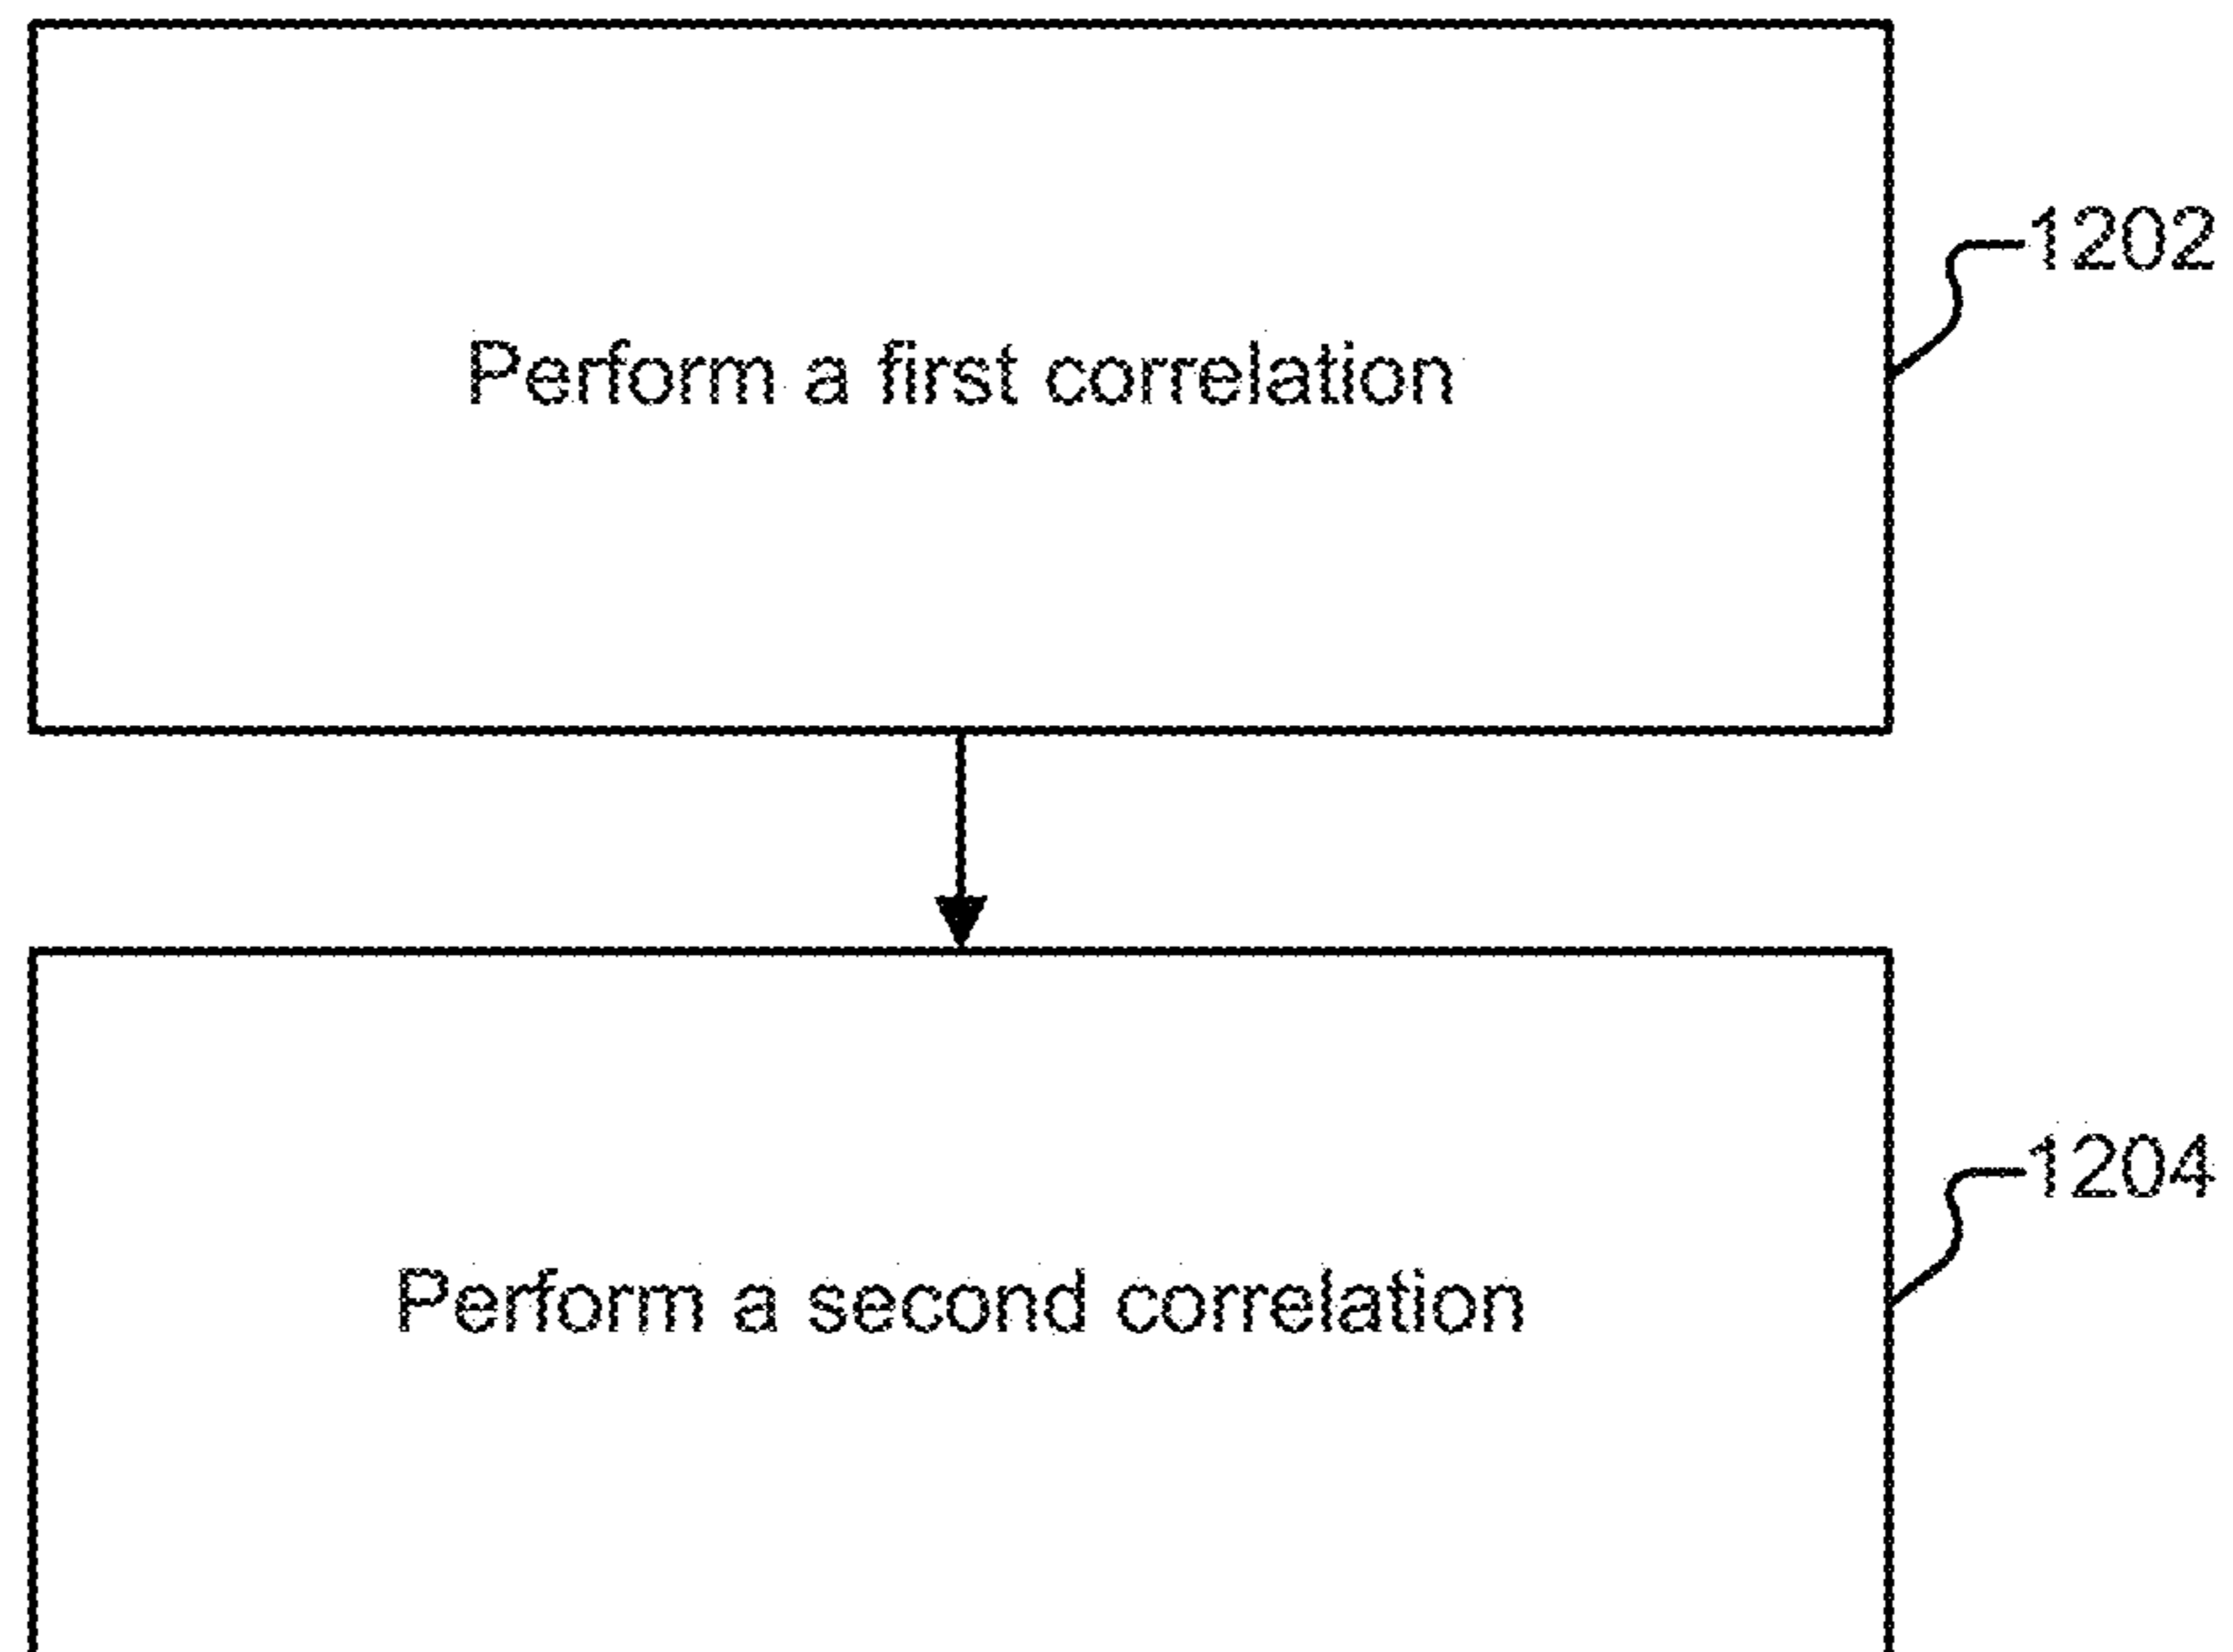 Perform a first correlation
1202
Perform a second correlation
1204